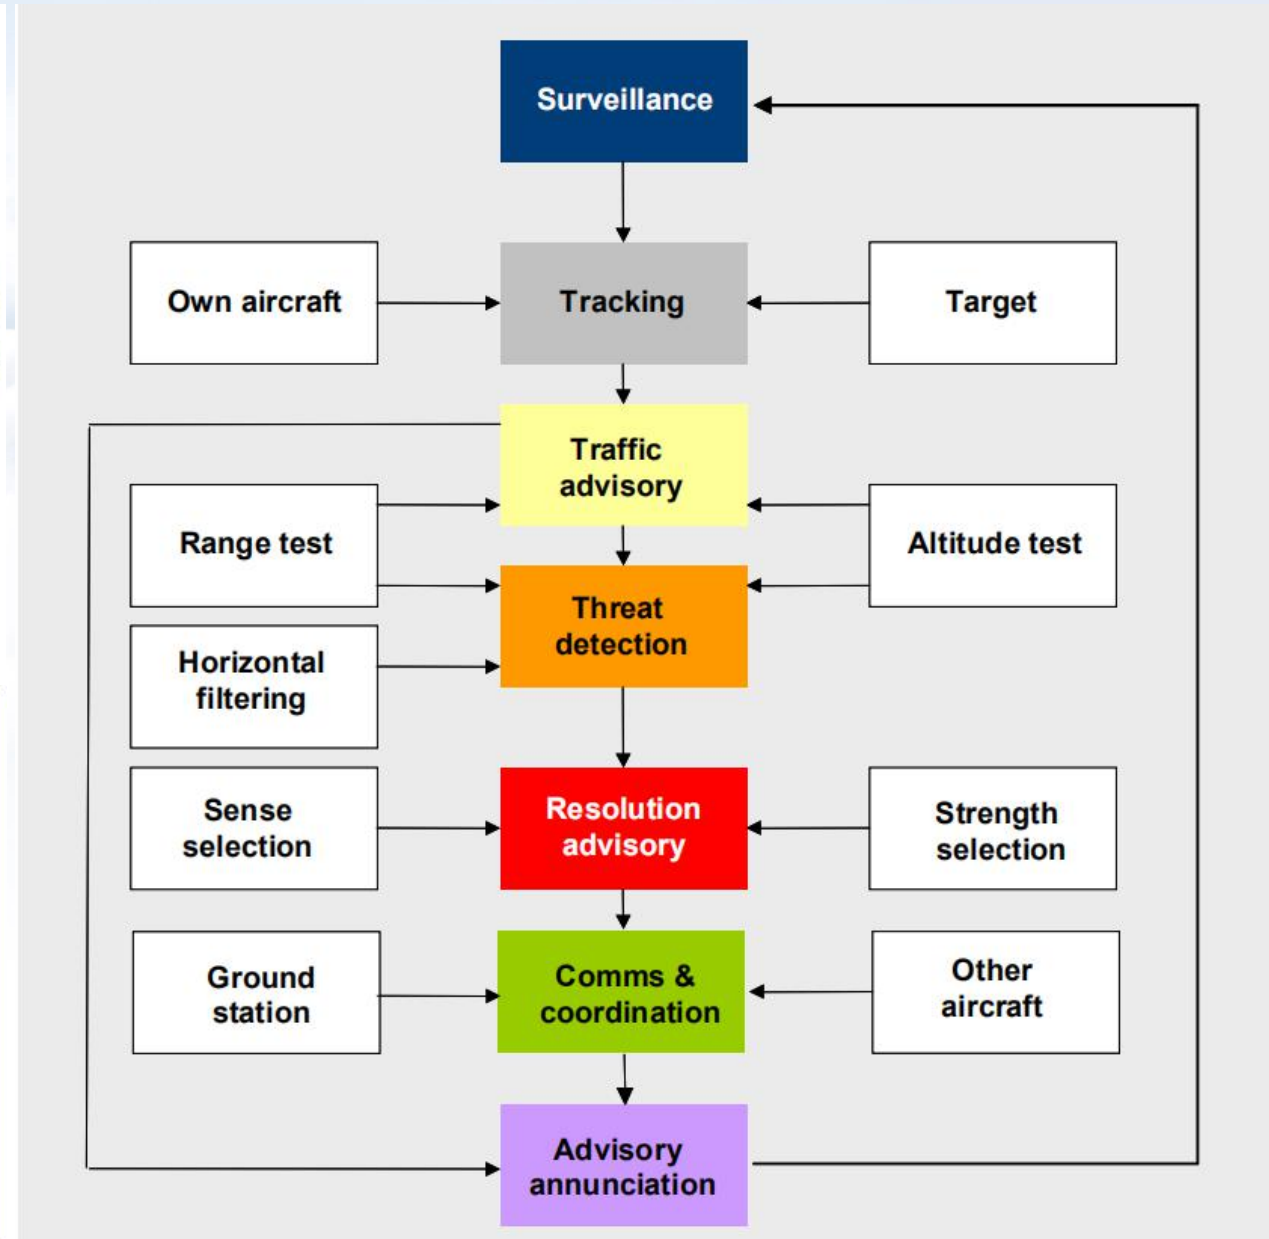 Surveillance
Own aircraft
Tracking
Target
Traffic
advisory
Range test
Altitude test
Threat
detection
Horizontal
filtering
Sense
selection
Resolution
advisory
Strength
selection
Ground
station
Comms &
coordination
Other
aircraft
Advisory
annunciation